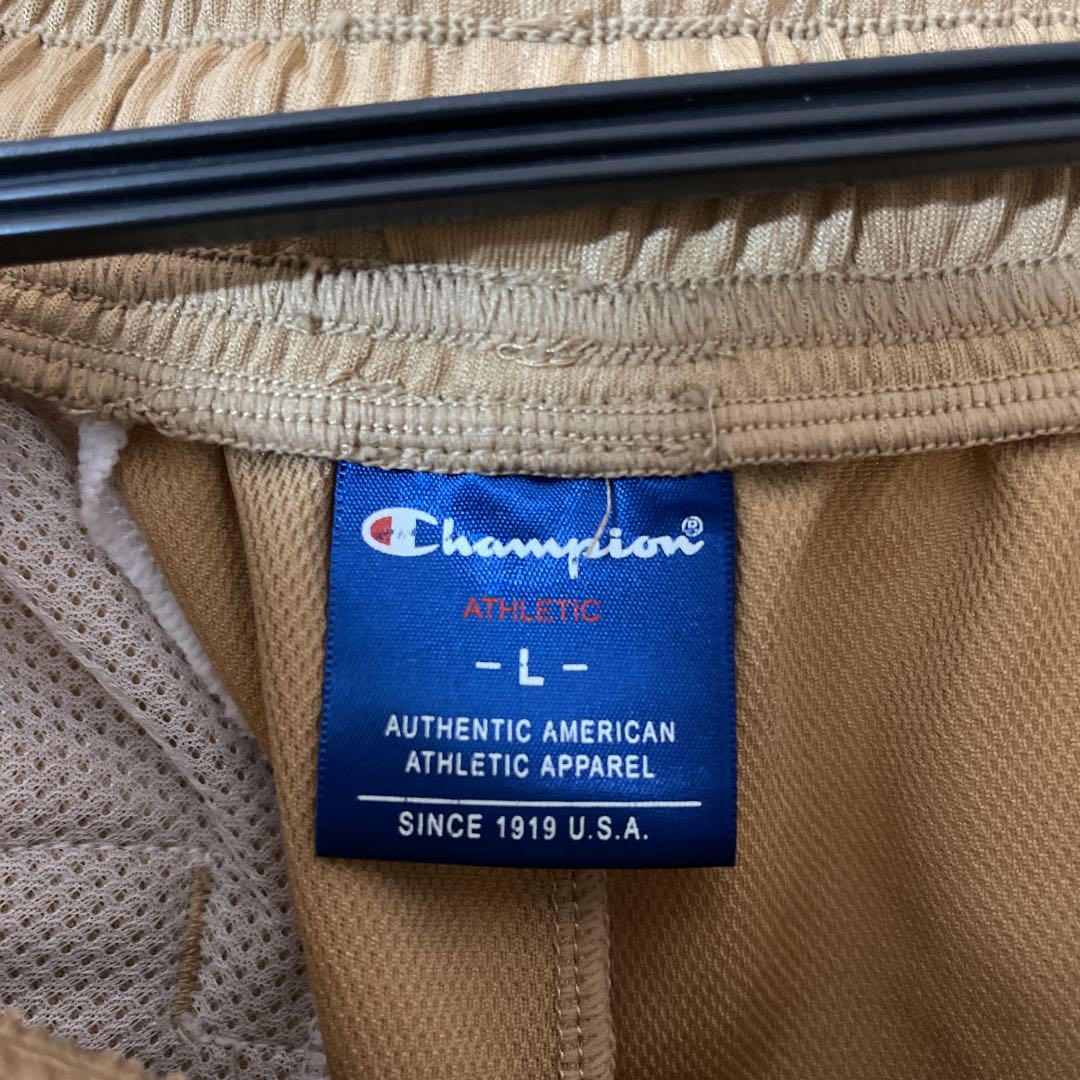 Champion®
ATHLETIC
- L -
AUTHENTIC AMERICAN
ATHLETIC APPAREL
SINCE 1919 U.S.A.